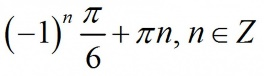 (-1)ⁿ π/6 + πn, n ∈ Z